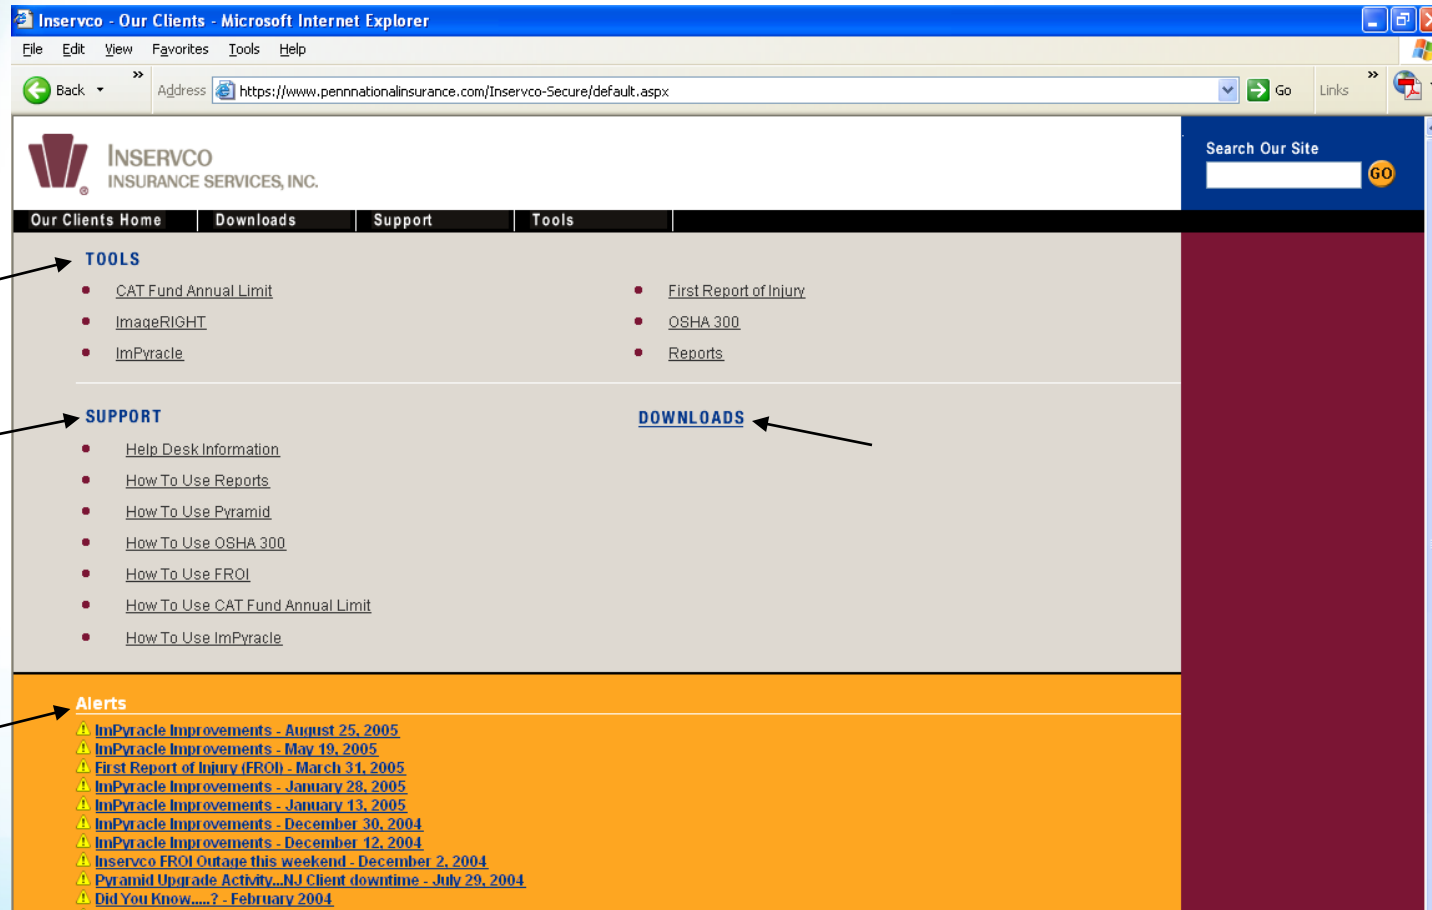 Inservco - Our Clients - Microsoft Internet Explorer
File Edit View Favorites Tools Help
Back » Address https://www.pennnationalinsurance.com/Inservco-Secure/default.aspx Go Links »
INSERVCO
INSURANCE SERVICES, INC.
®
Search Our Site
GO
Our Clients Home Downloads Support Tools
TOOLS
• CAT Fund Annual Limit
• ImageRIGHT
• ImPyracle
• First Report of Injury
• OSHA 300
• Reports
SUPPORT
• Help Desk Information
• How To Use Reports
• How To Use Pyramid
• How To Use OSHA 300
• How To Use FROI
• How To Use CAT Fund Annual Limit
• How To Use ImPyracle
DOWNLOADS
Alerts
ImPyracle Improvements - August 25, 2005
ImPyracle Improvements - May 19, 2005
First Report of Injury (FROI) - March 31, 2005
ImPyracle Improvements - January 28, 2005
ImPyracle Improvements - January 13, 2005
ImPyracle Improvements - December 30, 2004
ImPyracle Improvements - December 12, 2004
Inservco FROI Outage this weekend - December 2, 2004
Pyramid Upgrade Activity...NJ Client downtime - July 29, 2004
Did You Know.....? - February 2004